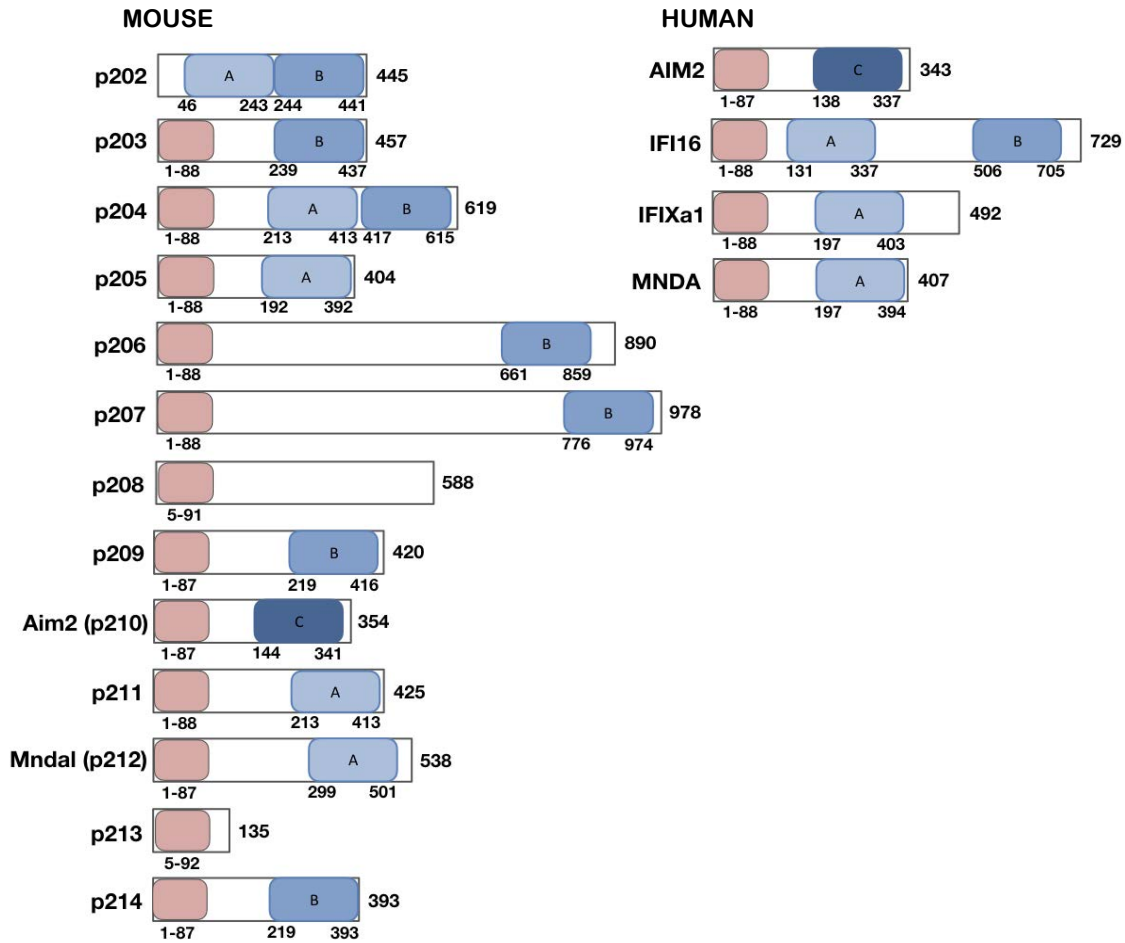 MOUSE
p202 A B 445
46 243 244 441
p203 B 457
1-88 239 437
p204 A B 619
1-88 213 413 417 615
p205 A 404
1-88 192 392
p206 B 890
1-88 661 859
p207 B 978
1-88 776 974
p208 588
5-91
p209 B 420
1-87 219 416
Aim2 (p210) C 354
1-87 144 341
p211 A 425
1-88 213 413
Mndal (p212) A 538
1-87 299 501
p213 135
5-92
p214 B 393
1-87 219 393
HUMAN
AIM2 C 343
1-87 138 337
IFI16 A B 729
1-88 131 337 506 705
IFIXa1 A 492
1-88 197 403
MNDA A 407
1-88 197 394